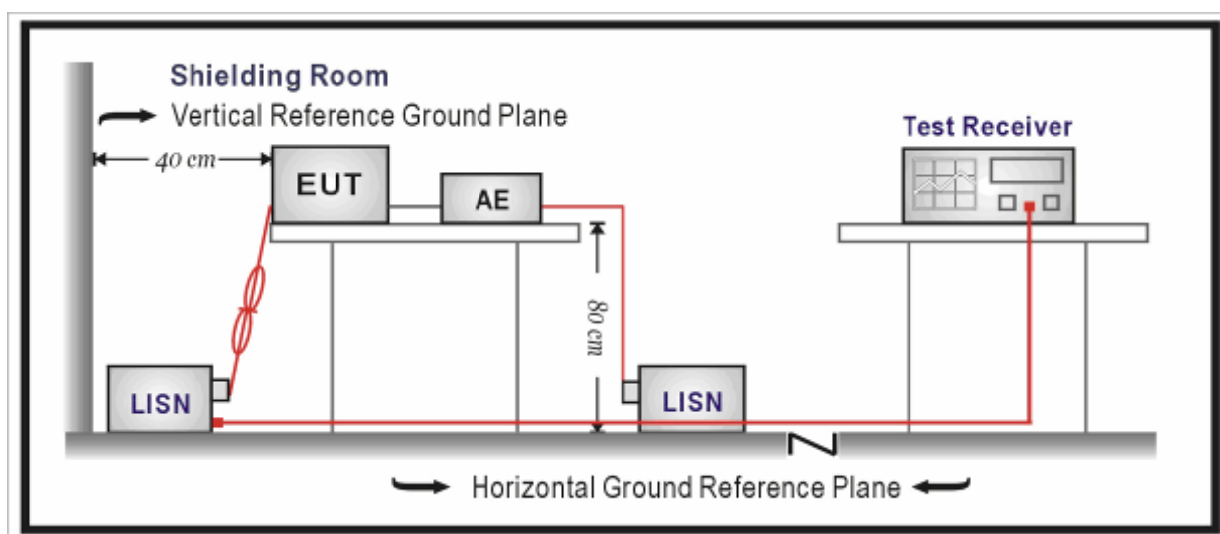 Shielding Room
Vertical Reference Ground Plane
Test Receiver
40 cm
EUT
AE
80 cm
LISN
LISN
Horizontal Ground Reference Plane